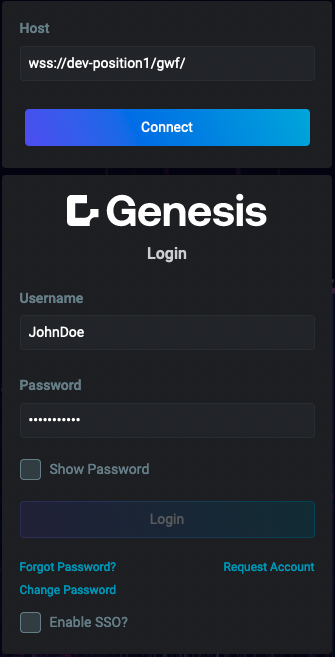 Host
wss://dev-position1/gwf/
Connect
Genesis
Login
Username
JohnDoe
Password
•••••••••••
Show Password
Login
Forgot Password? Request Account
Change Password
Enable SSO?